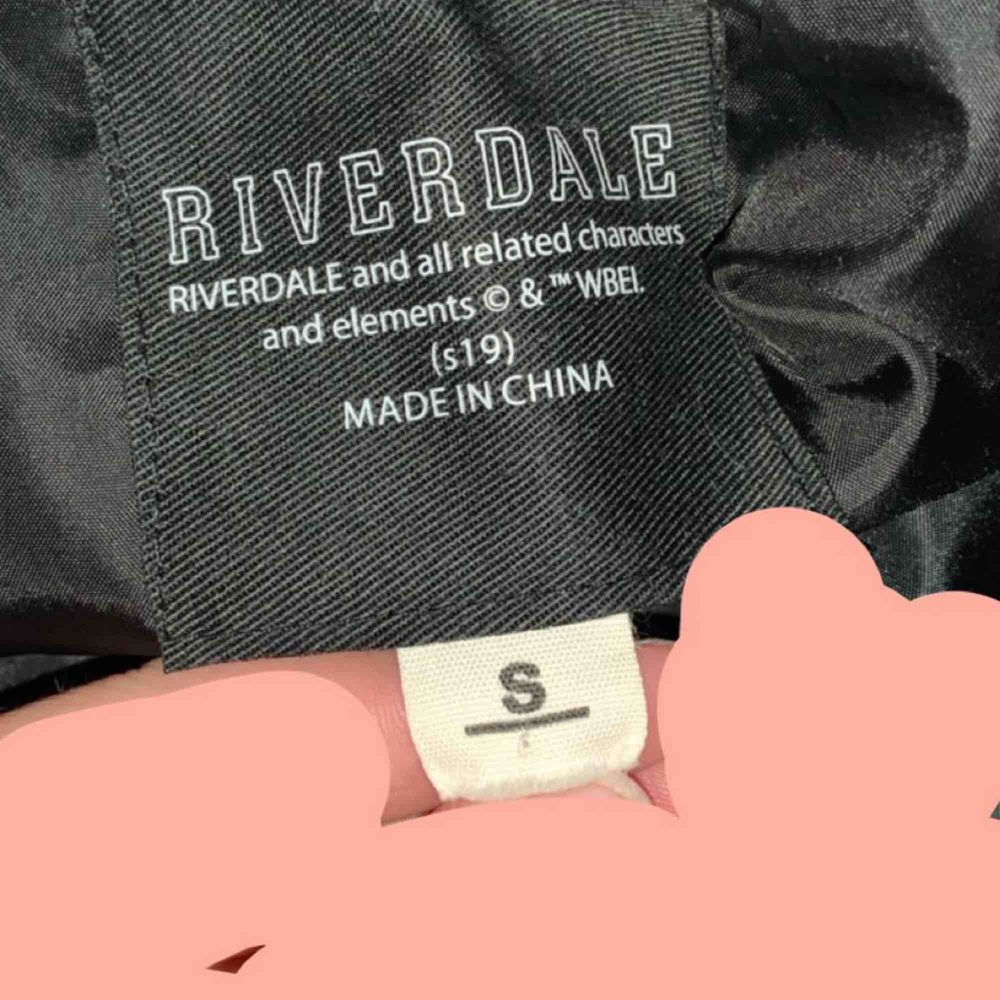 RIVERDALE
RIVERDALE and all related characters
and elements © & ™ WBEI.
(s19)
MADE IN CHINA
S